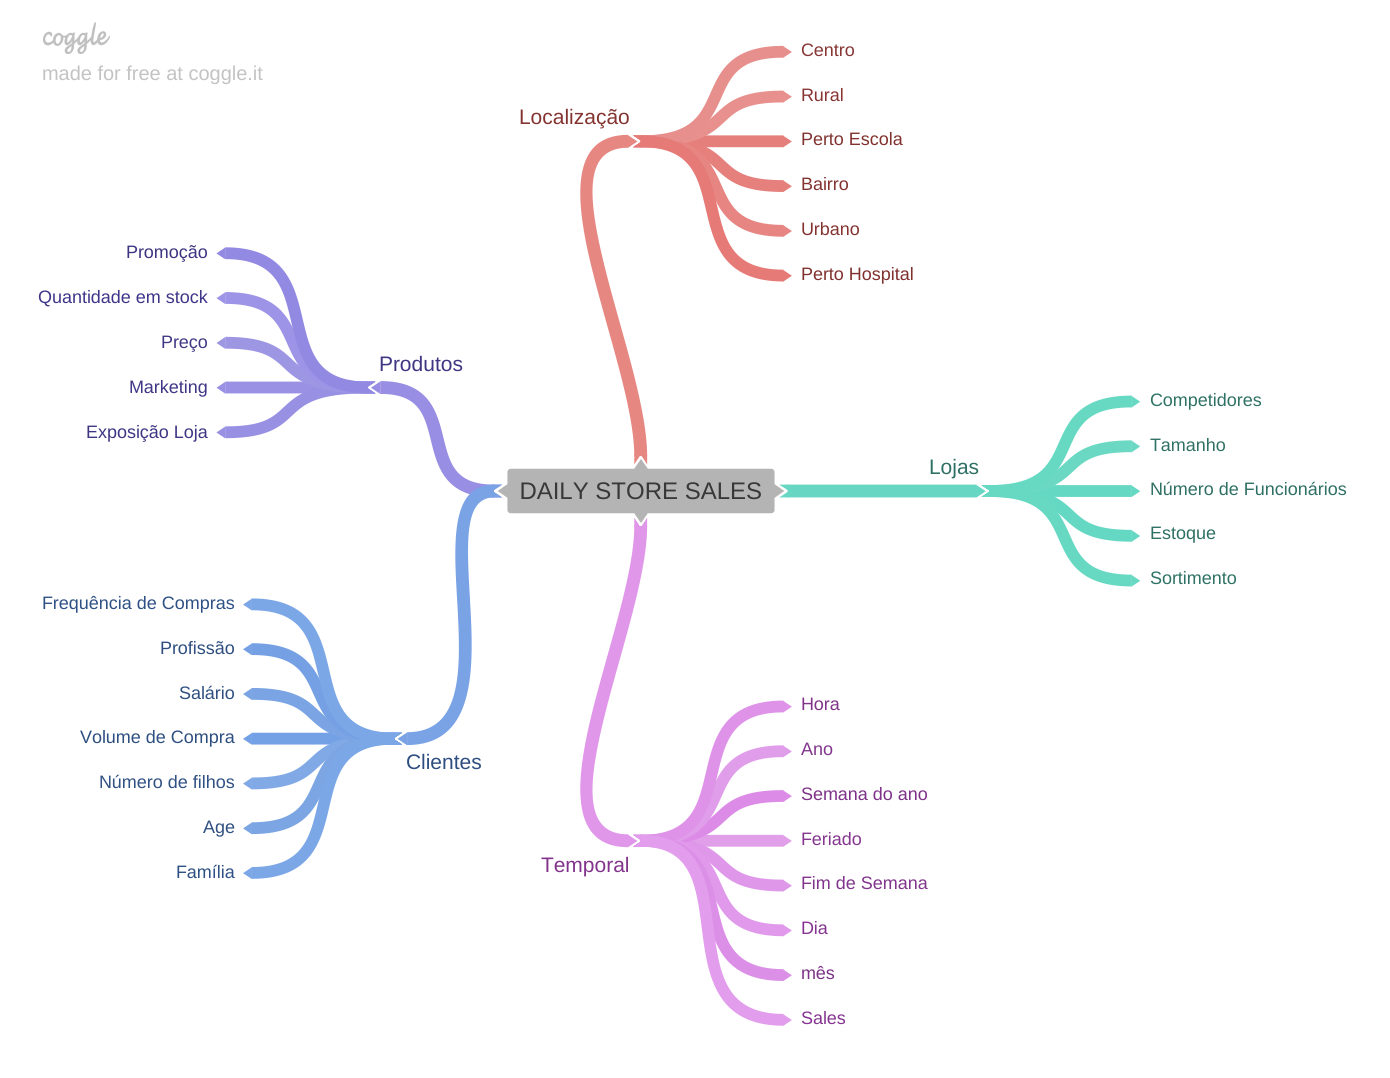 coggle
made for free at coggle.it
DAILY STORE SALES
Localização
Centro
Rural
Perto Escola
Bairro
Urbano
Perto Hospital
Lojas
Competidores
Tamanho
Número de Funcionários
Estoque
Sortimento
Temporal
Hora
Ano
Semana do ano
Feriado
Fim de Semana
Dia
mês
Sales
Produtos
Promoção
Quantidade em stock
Preço
Marketing
Exposição Loja
Clientes
Frequência de Compras
Profissão
Salário
Volume de Compra
Número de filhos
Age
Família